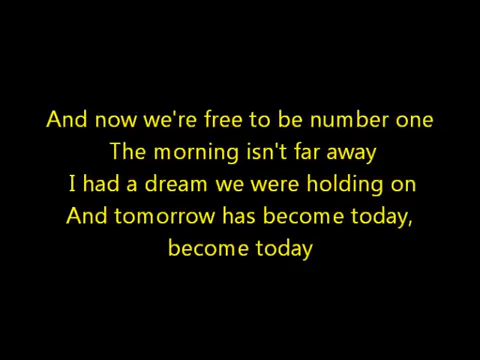 And now we're free to be number one
The morning isn't far away
I had a dream we were holding on
And tomorrow has become today,
become today